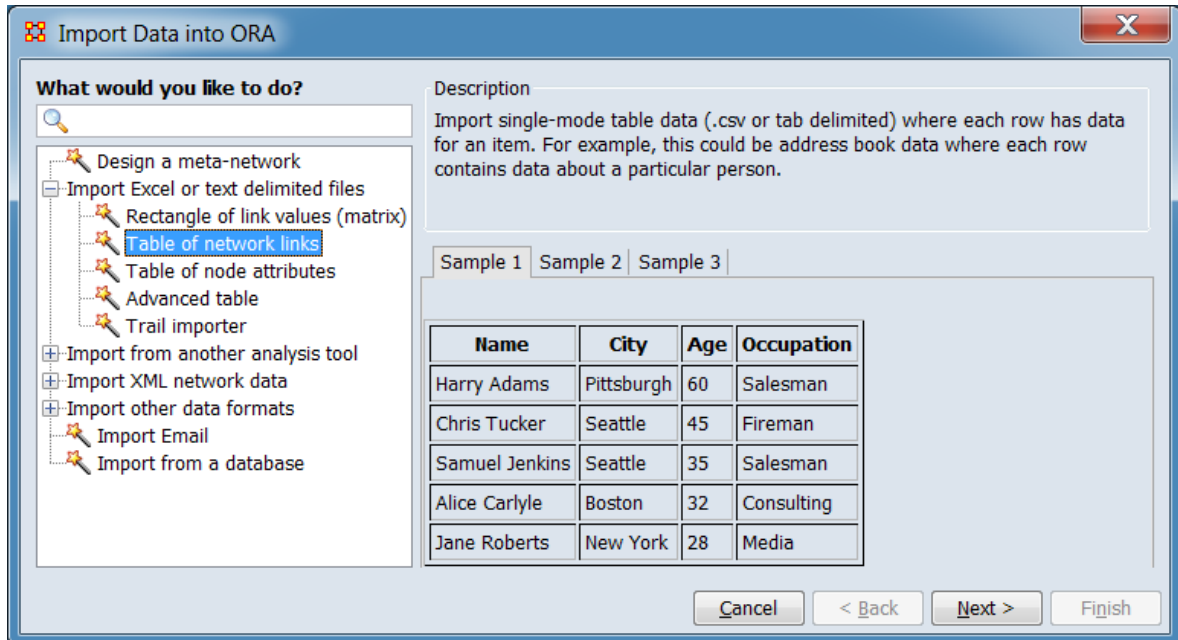 Import Data into ORA
X
What would you like to do?
Design a meta-network
Import Excel or text delimited files
Rectangle of link values (matrix)
Table of network links
Table of node attributes
Advanced table
Trail importer
Import from another analysis tool
Import XML network data
Import other data formats
Import Email
Import from a database
Description
Import single-mode table data (.csv or tab delimited) where each row has data
for an item. For example, this could be address book data where each row
contains data about a particular person.
Sample 1 Sample 2 Sample 3
Name City Age Occupation
Harry Adams Pittsburgh 60 Salesman
Chris Tucker Seattle 45 Fireman
Samuel Jenkins Seattle 35 Salesman
Alice Carlyle Boston 32 Consulting
Jane Roberts New York 28 Media
Cancel < Back Next > Finish